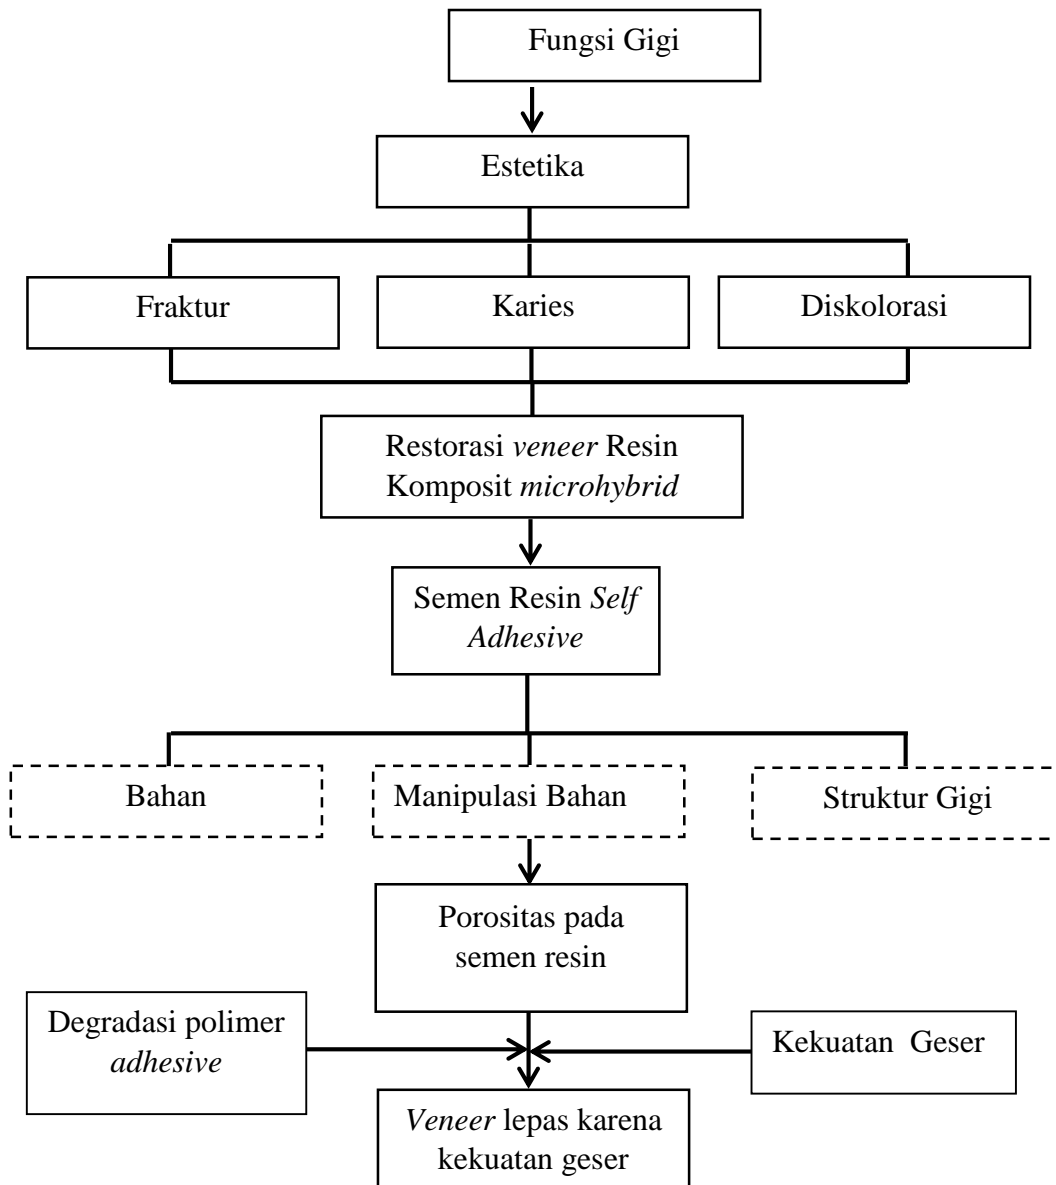 Fungsi Gigi
Estetika
Fraktur
Karies
Diskolorasi
Restorasi veneer Resin
Komposit microhybrid
Semen Resin Self
Adhesive
Bahan
Manipulasi Bahan
Struktur Gigi
Porositas pada
semen resin
Degradasi polimer
adhesive
Kekuatan Geser
Veneer lepas karena
kekuatan geser